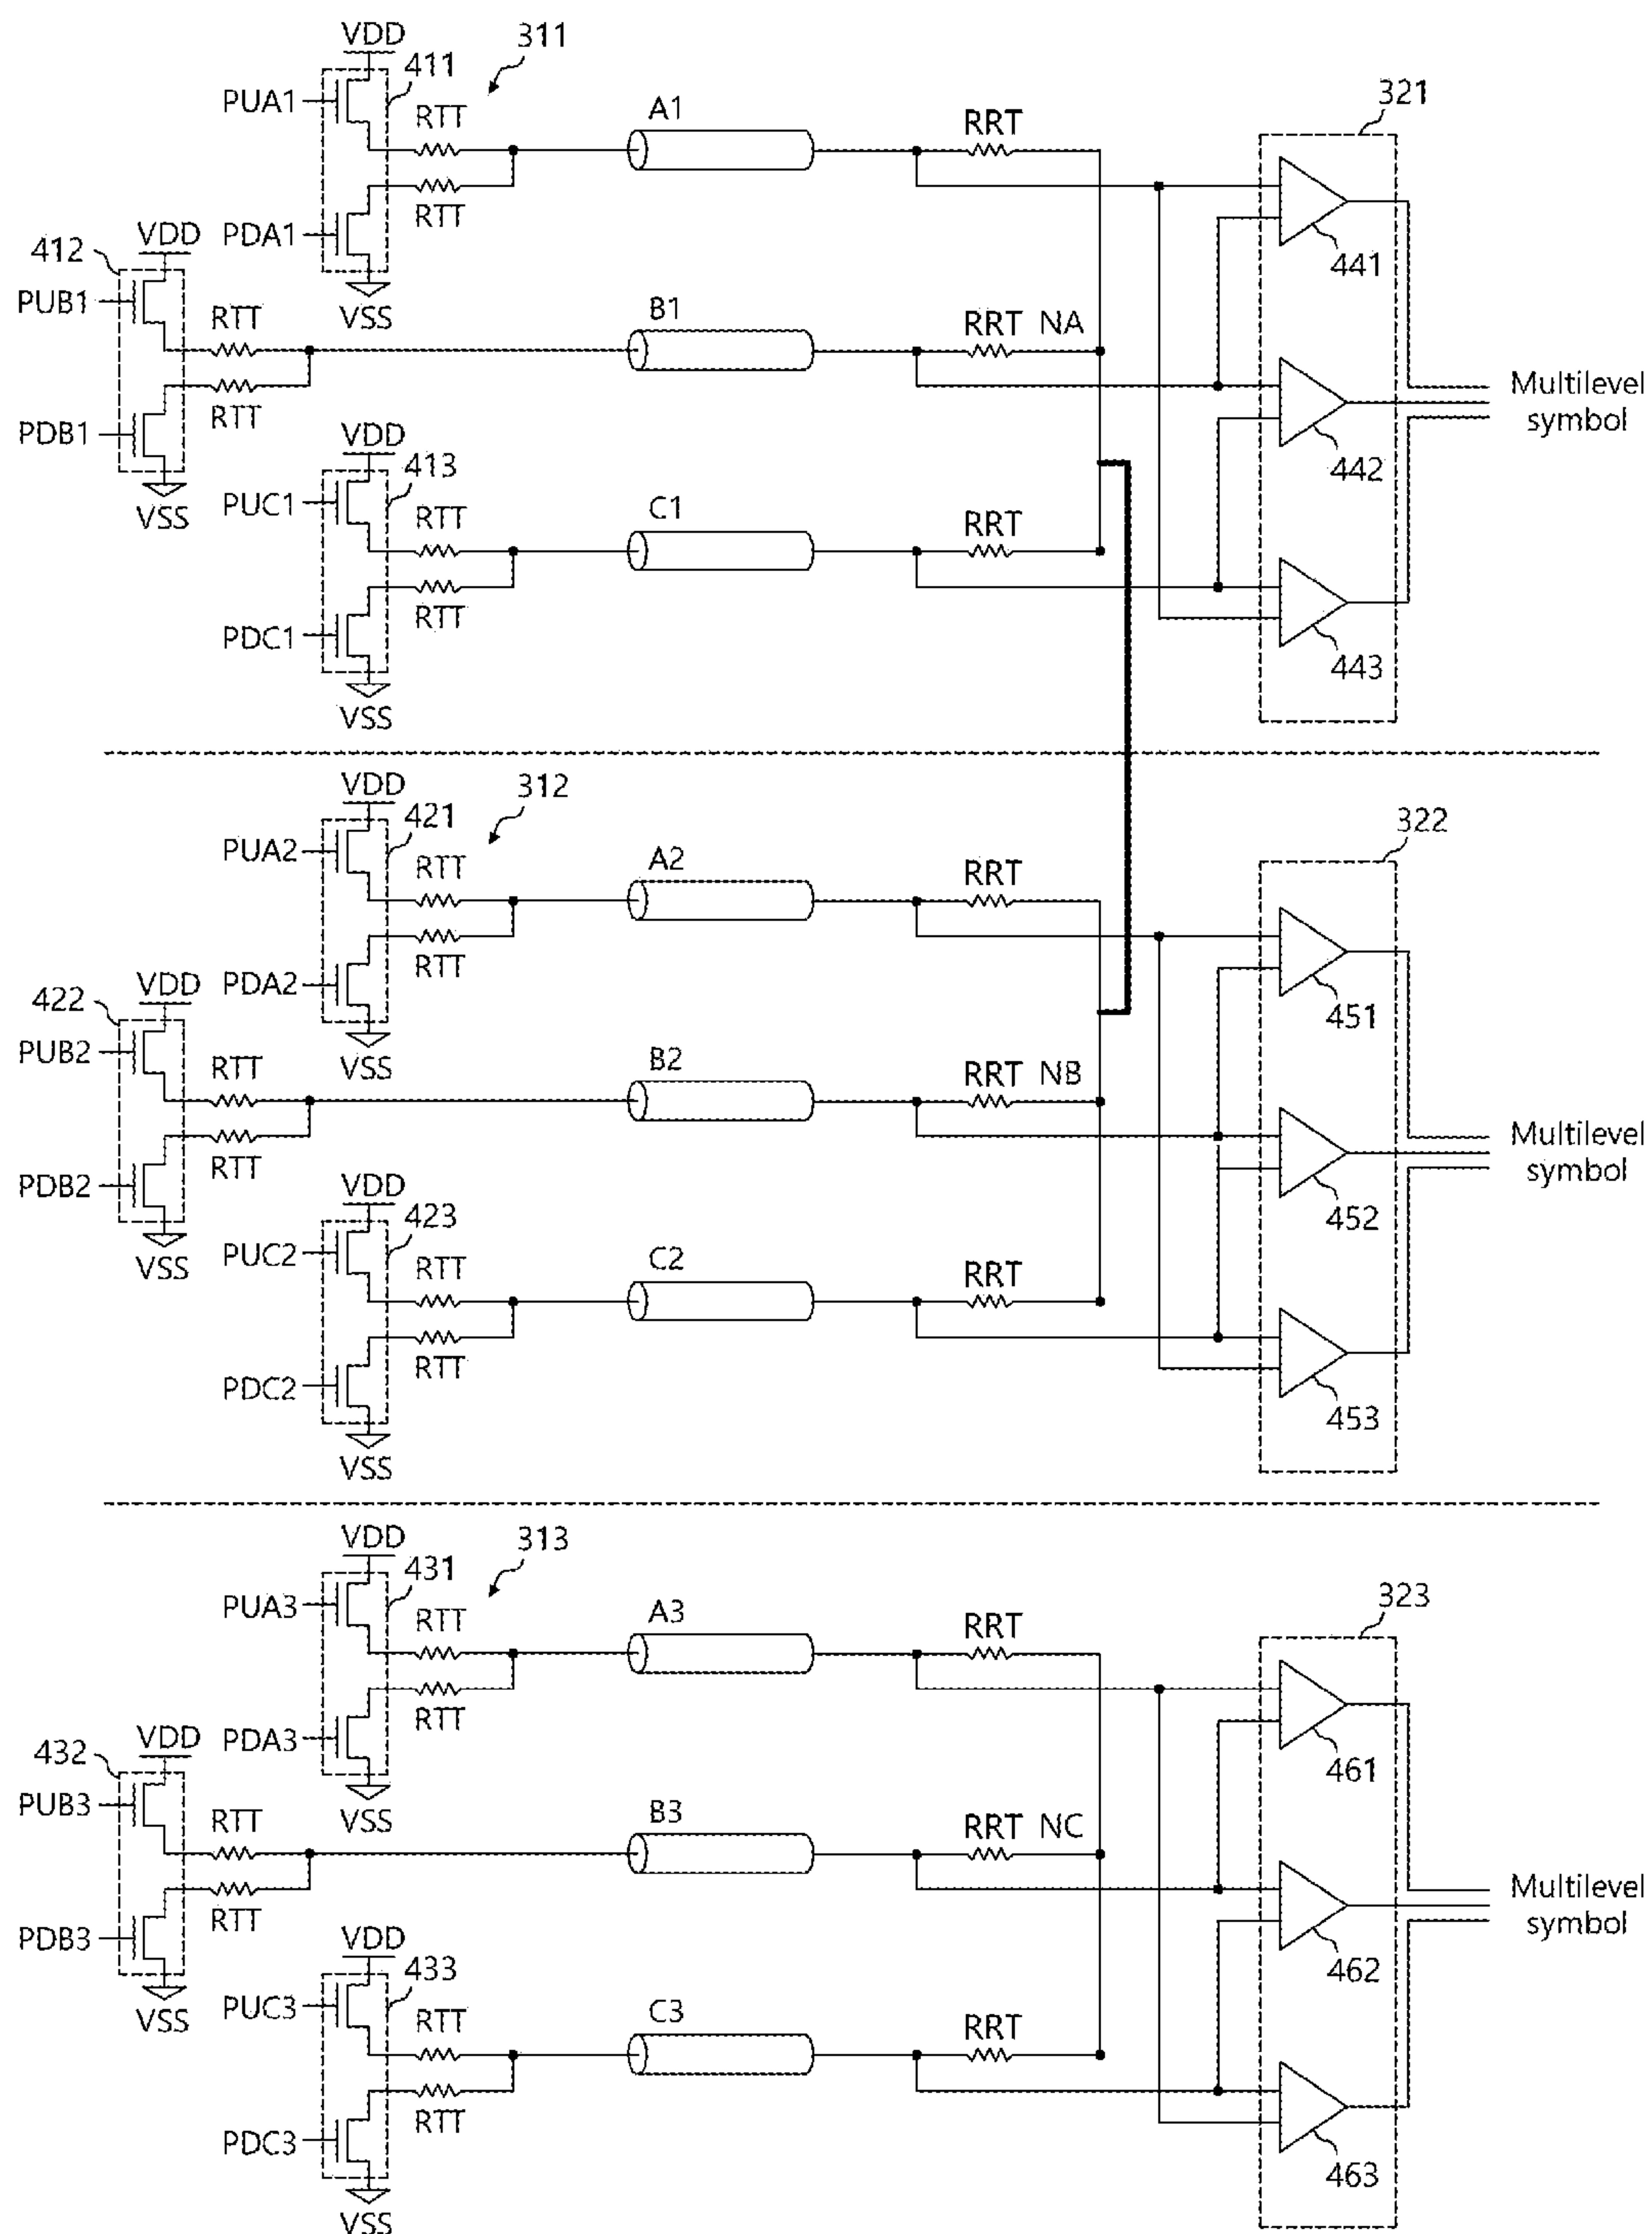 VDD
311
411
PUA1
RTT
A1
RRT
321
RTT
PDA1
441
VSS
412
VDD
PUB1
RTT
B1
RRT NA
Multilevel
symbol
RTT
PDB1
VSS
442
VDD
413
PUC1
RTT
C1
RRT
RTT
PDC1
443
VSS
VDD
312
421
PUA2
RTT
A2
RRT
322
RTT
PDA2
451
VSS
422
VDD
PUB2
RTT
B2
RRT NB
Multilevel
symbol
RTT
PDB2
VSS
452
VDD
423
PUC2
RTT
C2
RRT
RTT
PDC2
453
VSS
VDD
313
431
PUA3
RTT
A3
RRT
323
RTT
PDA3
461
VSS
432
VDD
PUB3
RTT
B3
RRT NC
Multilevel
symbol
RTT
PDB3
VSS
462
VDD
433
PUC3
RTT
C3
RRT
RTT
PDC3
463
VSS